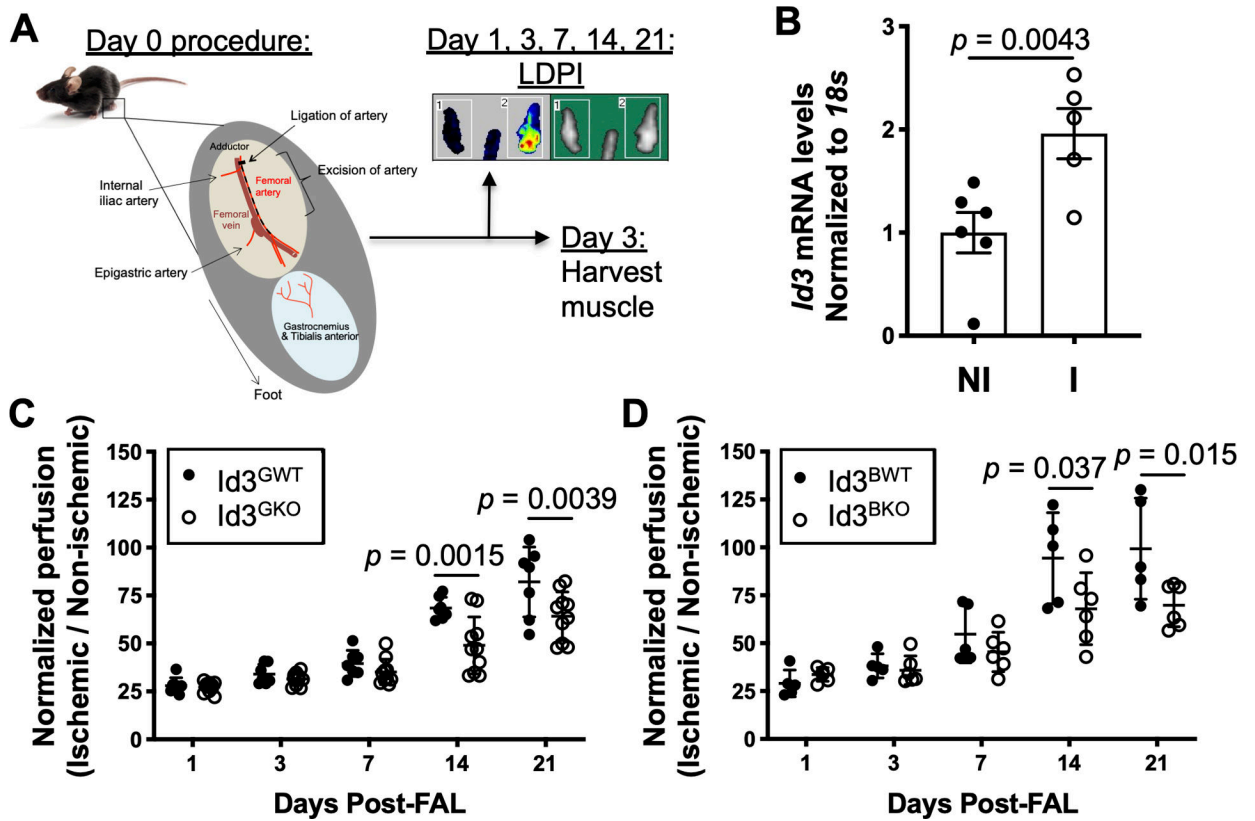 A
Day 0 procedure:
Day 1, 3, 7, 14, 21:
LDPI
1
2
1
2
Ligation of artery
Adductor
Excision of artery
Femoral
artery
Internal
iliac artery
Femoral
vein
Epigastric artery
Gastrocnemius
& Tibialis anterior
Foot
Day 3:
Harvest
muscle
B
p = 0.0043
Id3 mRNA levels
Normalized to 18s
3
2
1
0
NI
I
C
Normalized perfusion
(Ischemic / Non-ischemic)
150
125
100
75
50
25
0
Id3GWT
Id3GKO
p = 0.0015
p = 0.0039
1
3
7
14
21
Days Post-FAL
D
Normalized perfusion
(Ischemic / Non-ischemic)
150
125
100
75
50
25
0
Id3BWT
Id3BKO
p = 0.037
p = 0.015
1
3
7
14
21
Days Post-FAL